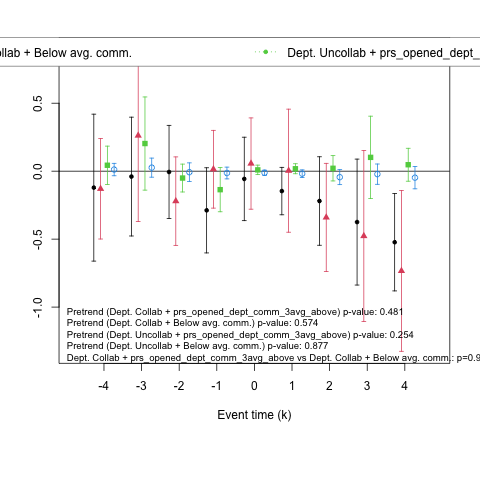 ollab + Below avg. comm.
Dept. Uncollab + prs_opened_dept_
0.5
0.0
-0.5
-1.0
Pretrend (Dept. Collab + prs_opened_dept_comm_3avg_above) p-value: 0.481
Pretrend (Dept. Collab + Below avg. comm.) p-value: 0.574
Pretrend (Dept. Uncollab + prs_opened_dept_comm_3avg_above) p-value: 0.254
Pretrend (Dept. Uncollab + Below avg. comm.) p-value: 0.877
Dept. Collab + prs_opened_dept_comm_3avg_above vs Dept. Collab + Below avg. comm.: p=0.9
-4 -3 -2 -1 0 1 2 3 4
Event time (k)